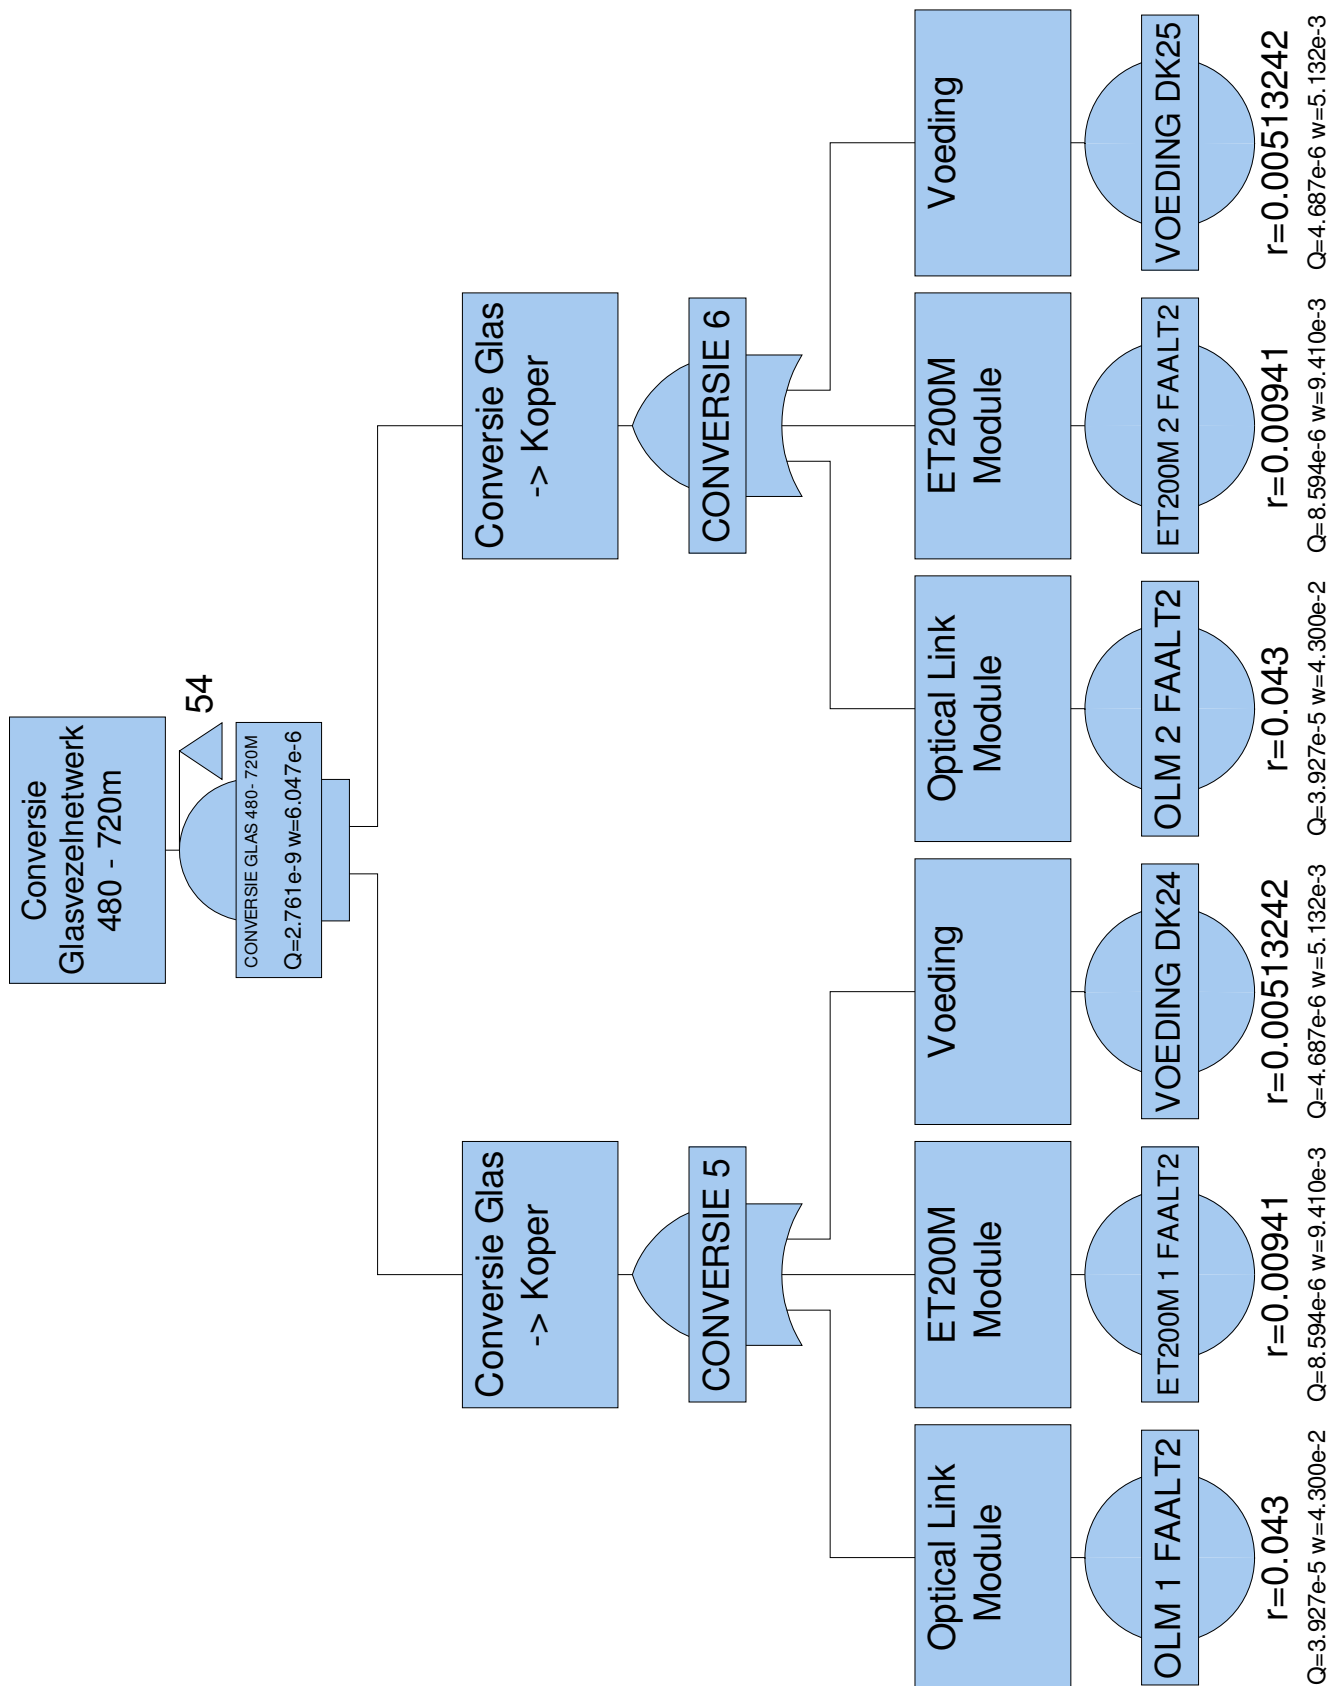 Conversie
Glasvezelnetwerk
480 - 720m
54
CONVERSIE GLAS 480- 720M
Q=2.761e-9 w=6.047e-6
Conversie Glas
-> Koper
CONVERSIE 5
Conversie Glas
-> Koper
CONVERSIE 6
Optical Link
Module
OLM 1 FAALT2
r=0.043
Q=3.927e-5 w=4.300e-2
ET200M
Module
ET200M 1 FAALT2
r=0.00941
Q=8.594e-6 w=9.410e-3
Voeding
VOEDING DK24
r=0.00513242
Q=4.687e-6 w=5.132e-3
Optical Link
Module
OLM 2 FAALT2
r=0.043
Q=3.927e-5 w=4.300e-2
ET200M
Module
ET200M 2 FAALT2
r=0.00941
Q=8.594e-6 w=9.410e-3
Voeding
VOEDING DK25
r=0.00513242
Q=4.687e-6 w=5.132e-3